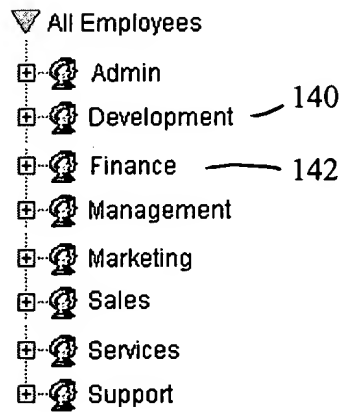 All Employees
Admin
Development 140
Finance 142
Management
Marketing
Sales
Services
Support